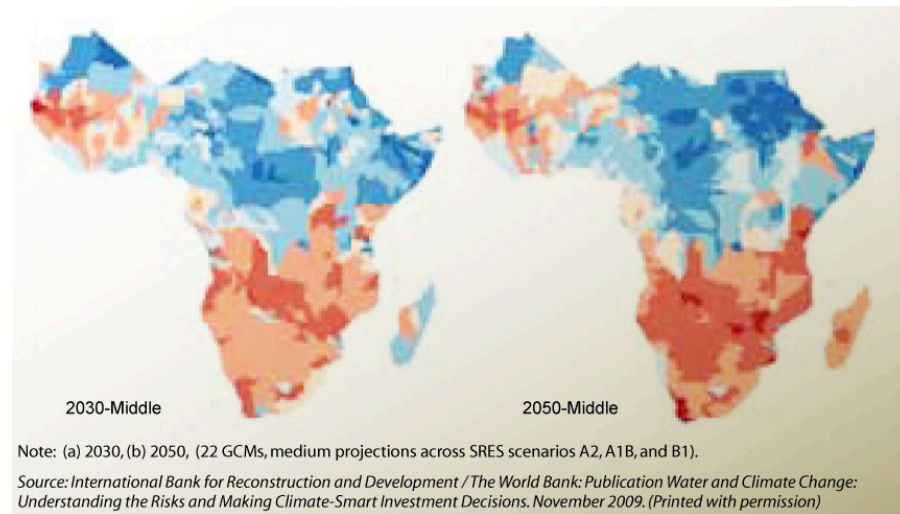 2030-Middle
2050-Middle
Note: (a) 2030, (b) 2050, (22 GCMs, medium projections across SRES scenarios A2, A1B, and B1).
Source: International Bank for Reconstruction and Development / The World Bank: Publication Water and Climate Change:
Understanding the Risks and Making Climate-Smart Investment Decisions. November 2009. (Printed with permission)